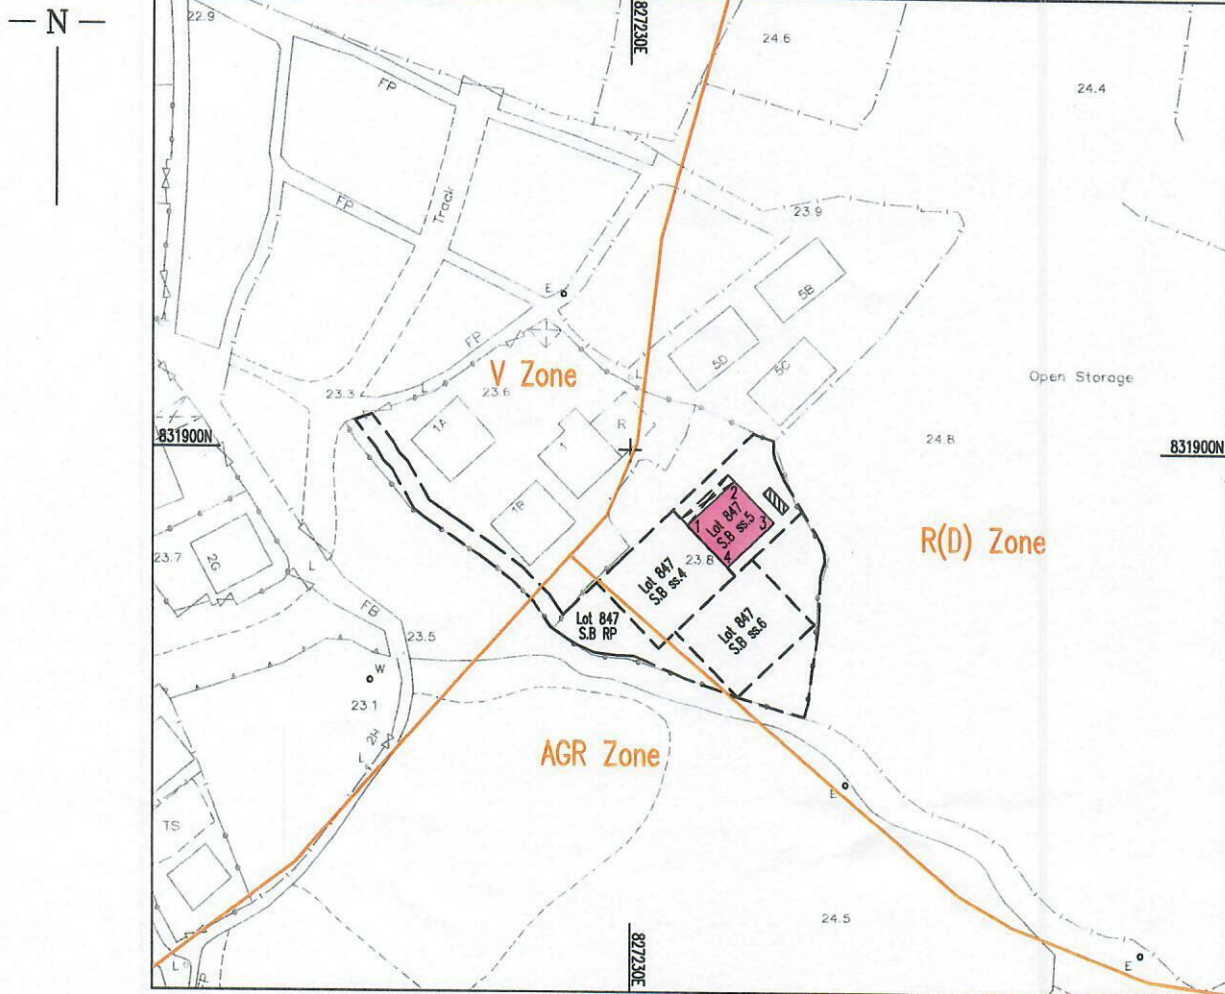 N
22.9
827230E
24.6
FP
24.4
FP
Track
23.9
E
5B
FP
5D
5C
V Zone
L
Open Storage
23.3
L
23.6
1A
R
1
831900N
24.8
831900N
2
Lot 847
S.B ss.5
1
3
4
1B
R(D) Zone
23.7
2G
23.8
Lot 847
S.B ss.4
L
FB
Lot 847
S.B RP
Lot 847
S.B ss.6
23.5
W
23.1
2H
AGR Zone
L
E
TS
24.5
827230E
L
E